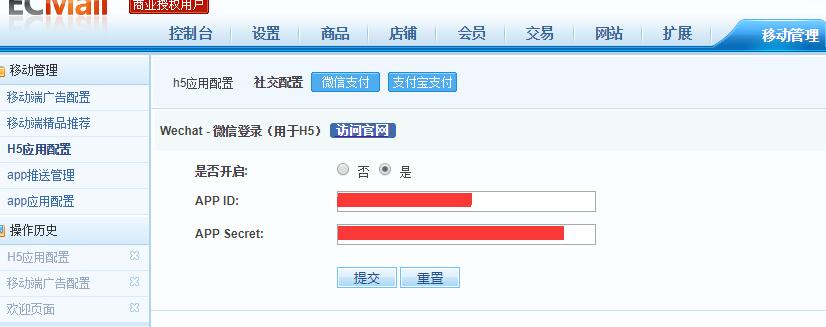 ECMall 商业授权用户
控制台 设置 商品 店铺 会员 交易 网站 扩展 移动管理
移动管理
移动端广告配置
移动端精品推荐
H5应用配置
app推送管理
app应用配置
操作历史
H5应用配置
移动端广告配置
欢迎页面
h5应用配置 社交配置 微信支付 支付宝支付
Wechat - 微信登录（用于H5） 访问官网
是否开启: 否 是
APP ID:
APP Secret:
提交 重置